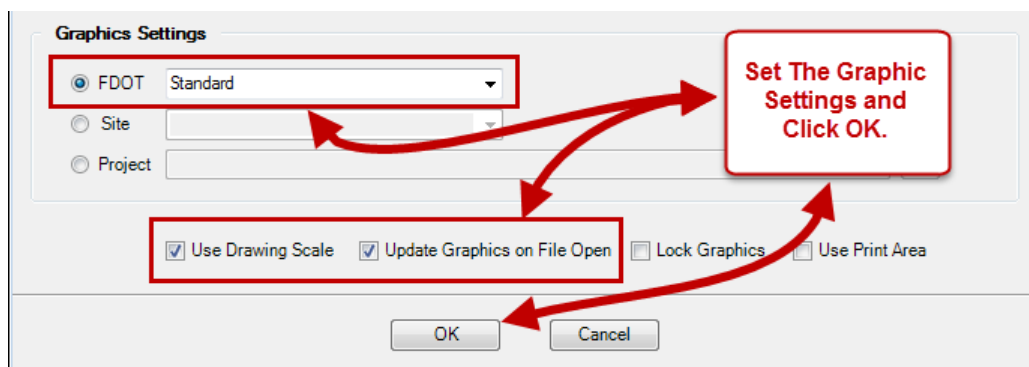 Graphics Settings
FDOT Standard
Site
Project
Set The Graphic
Settings and
Click OK.
Use Drawing Scale Update Graphics on File Open Lock Graphics Use Print Area
OK Cancel